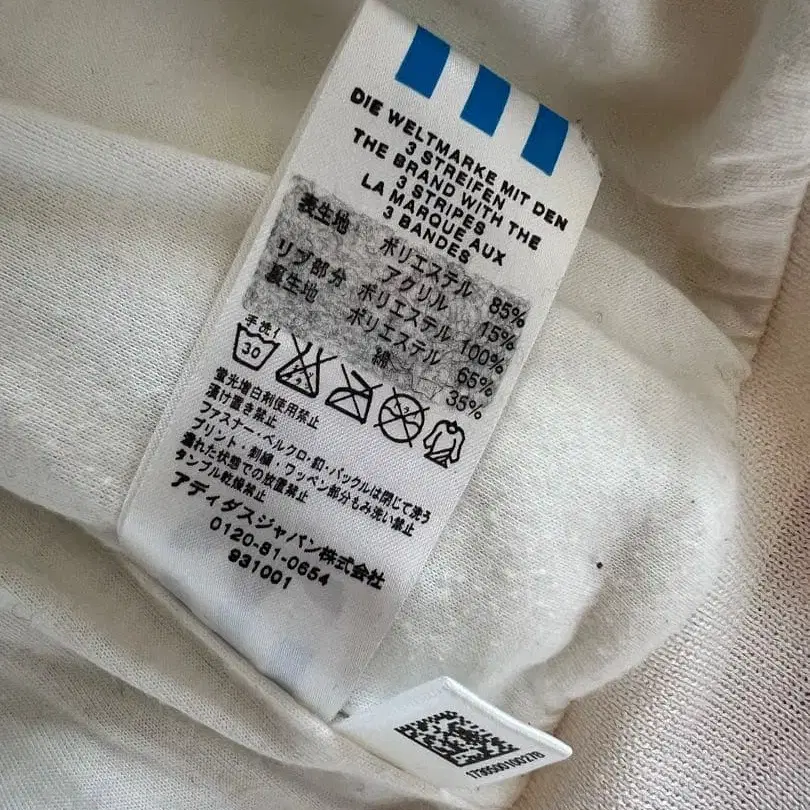 DIE WELTMARKE MIT DEN
3 STREIFEN
THE BRAND WITH THE
3 STRIPES
LA MARQUE AUX
3 BANDES
表生地 ポリエステル 85%
アクリル 15%
リブ部分 ポリエステル 100%
裏生地 ポリエステル 65%
綿 35%
手洗イ
30
蛍光増白剤使用禁止
漬け置き禁止
ファスナー・ベルクロ・釦・バックルは閉じて洗う
プリント・刺繍・ワッペン部分もみ洗い禁止
濡れた状態での放置禁止
タンブル乾燥禁止
アディダスジャパン株式会社
0120-81-0654
931001